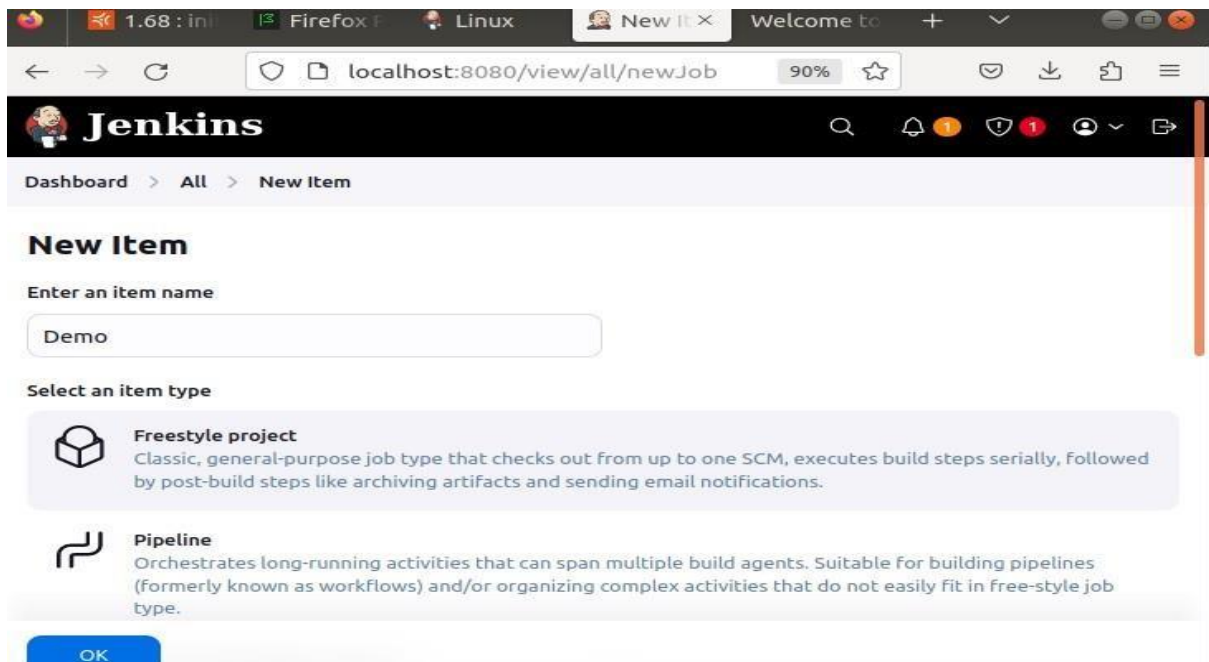 1.68 : ini Firefox Linux New It Welcome to
localhost:8080/view/all/newJob 90%
Jenkins 1 1
Dashboard > All > New Item
New Item
Enter an item name
Demo
Select an item type
Freestyle project
Classic, general-purpose job type that checks out from up to one SCM, executes build steps serially, followed
by post-build steps like archiving artifacts and sending email notifications.
Pipeline
Orchestrates long-running activities that can span multiple build agents. Suitable for building pipelines
(formerly known as workflows) and/or organizing complex activities that do not easily fit in free-style job
type.
OK